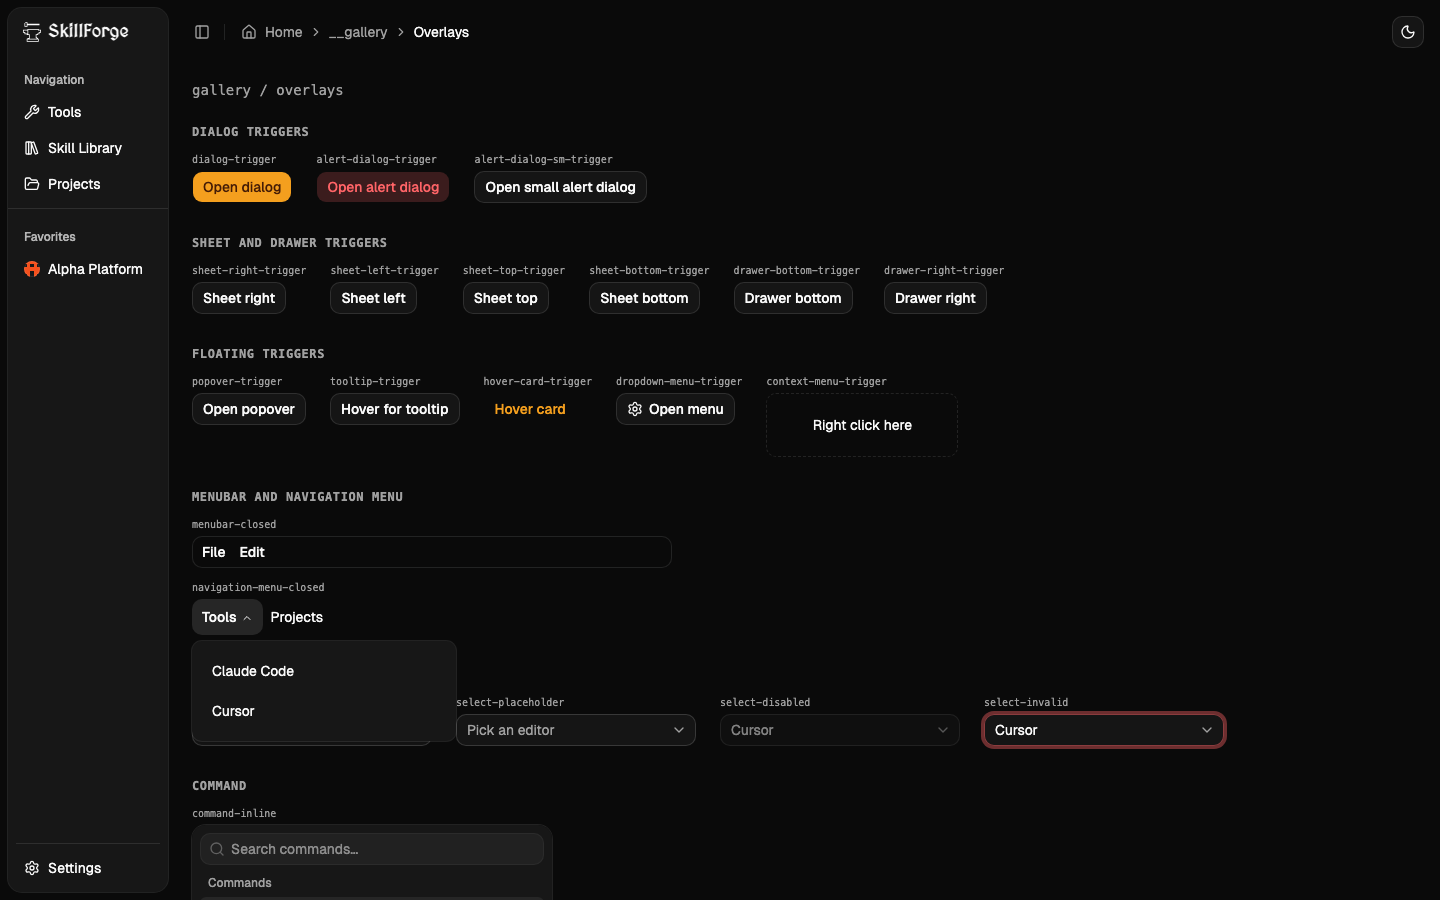 SkillForge
Home > __gallery > Overlays
Navigation
Tools
Skill Library
Projects
Favorites
Alpha Platform
Settings
gallery / overlays
DIALOG TRIGGERS
dialog-trigger alert-dialog-trigger alert-dialog-sm-trigger
Open dialog Open alert dialog Open small alert dialog
SHEET AND DRAWER TRIGGERS
sheet-right-trigger sheet-left-trigger sheet-top-trigger sheet-bottom-trigger drawer-bottom-trigger drawer-right-trigger
Sheet right Sheet left Sheet top Sheet bottom Drawer bottom Drawer right
FLOATING TRIGGERS
popover-trigger tooltip-trigger hover-card-trigger dropdown-menu-trigger context-menu-trigger
Open popover Hover for tooltip Hover card Open menu Right click here
MENUBAR AND NAVIGATION MENU
menubar-closed
File Edit
navigation-menu-closed
Tools Projects
Claude Code
Cursor
select-placeholder select-disabled select-invalid
Pick an editor Cursor Cursor
COMMAND
command-inline
Search commands...
Commands